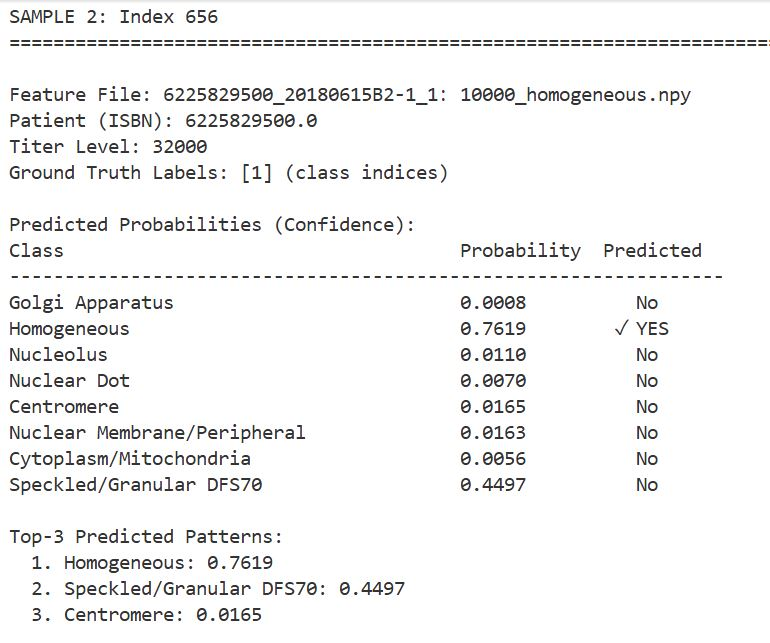 SAMPLE 2: Index 656
======================================================================
Feature File: 6225829500_20180615B2-1_1: 10000_homogeneous.npy
Patient (ISBN): 6225829500.0
Titer Level: 32000
Ground Truth Labels: [1] (class indices)
Predicted Probabilities (Confidence):
Class Probability Predicted
-----------------------------------------------------------------
Golgi Apparatus 0.0008 No
Homogeneous 0.7619 ✓ YES
Nucleolus 0.0110 No
Nuclear Dot 0.0070 No
Centromere 0.0165 No
Nuclear Membrane/Peripheral 0.0163 No
Cytoplasm/Mitochondria 0.0056 No
Speckled/Granular DFS70 0.4497 No
Top-3 Predicted Patterns:
1. Homogeneous: 0.7619
2. Speckled/Granular DFS70: 0.4497
3. Centromere: 0.0165